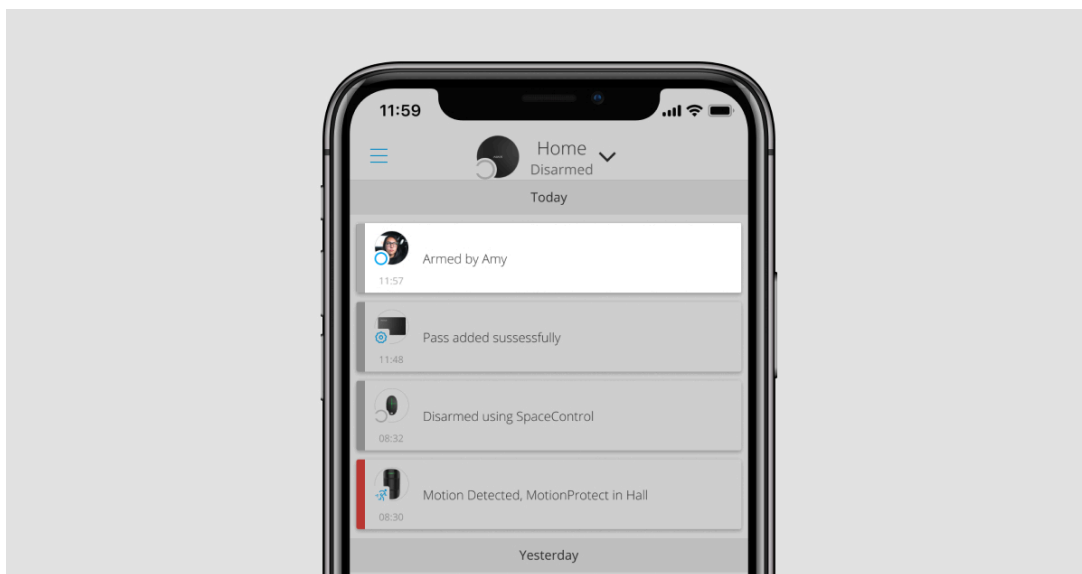 11:59
Home
Disarmed
Today
Armed by Amy
11:57
Pass added sussessfully
11:48
Disarmed using SpaceControl
08:32
Motion Detected, MotionProtect in Hall
08:30
Yesterday